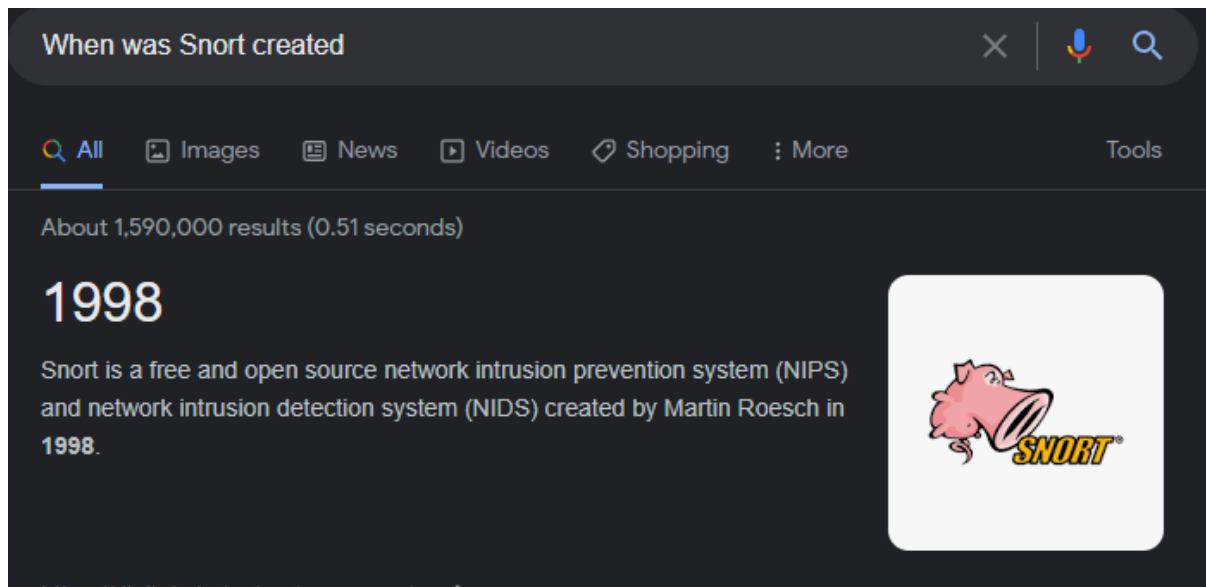 When was Snort created
All Images News Videos Shopping More Tools
About 1,590,000 results (0.51 seconds)
1998
Snort is a free and open source network intrusion prevention system (NIPS)
and network intrusion detection system (NIDS) created by Martin Roesch in
1998.
SNORT®